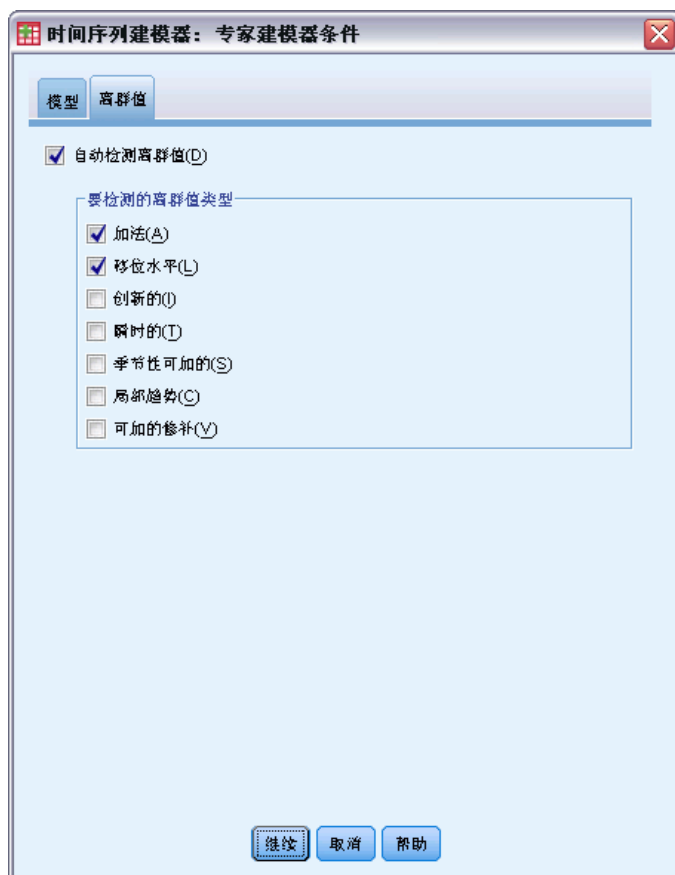 时间序列建模器：专家建模器条件
模型 离群值
自动检测离群值(D)
要检测的离群值类型
加法(A)
移位水平(L)
创新的(I)
瞬时的(T)
季节性可加的(S)
局部趋势(C)
可加的修补(V)
继续 取消 帮助